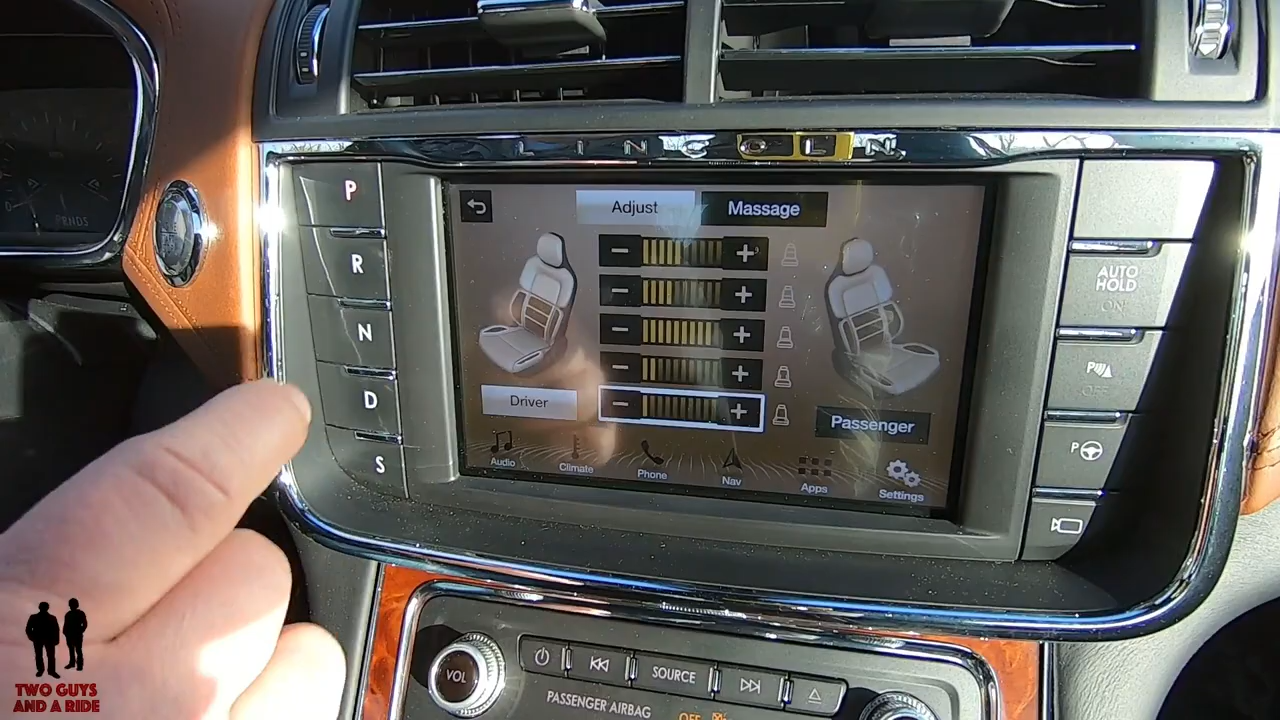 LINCOLN
P
R
N
D
S
Adjust
Massage
Driver
Passenger
Audio
Climate
Phone
Nav
Apps
Settings
AUTO
HOLD
ON
P
OFF
P
PRNDS
VOL
SOURCE
PASSENGER AIRBAG
OFF
TWO GUYS
AND A RIDE